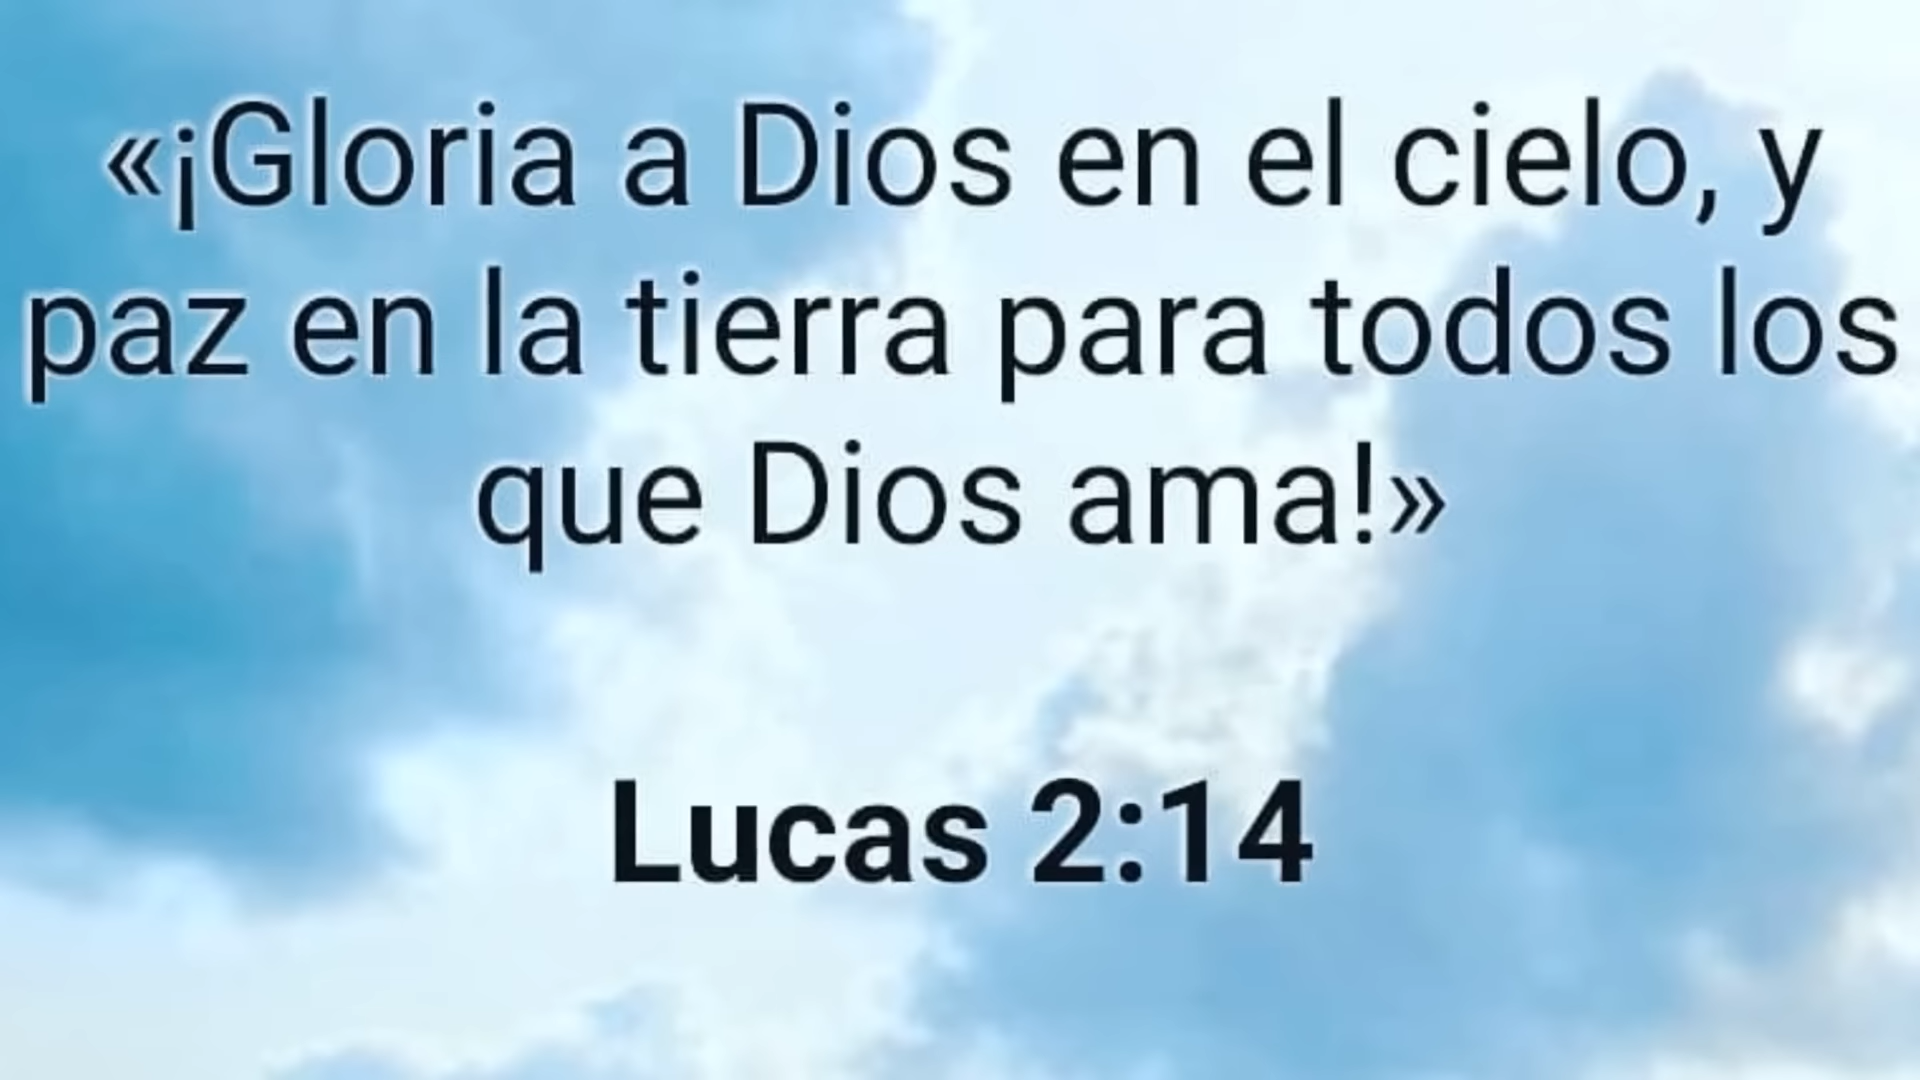 «¡Gloria a Dios en el cielo, y
paz en la tierra para todos los
que Dios ama!»
Lucas 2:14